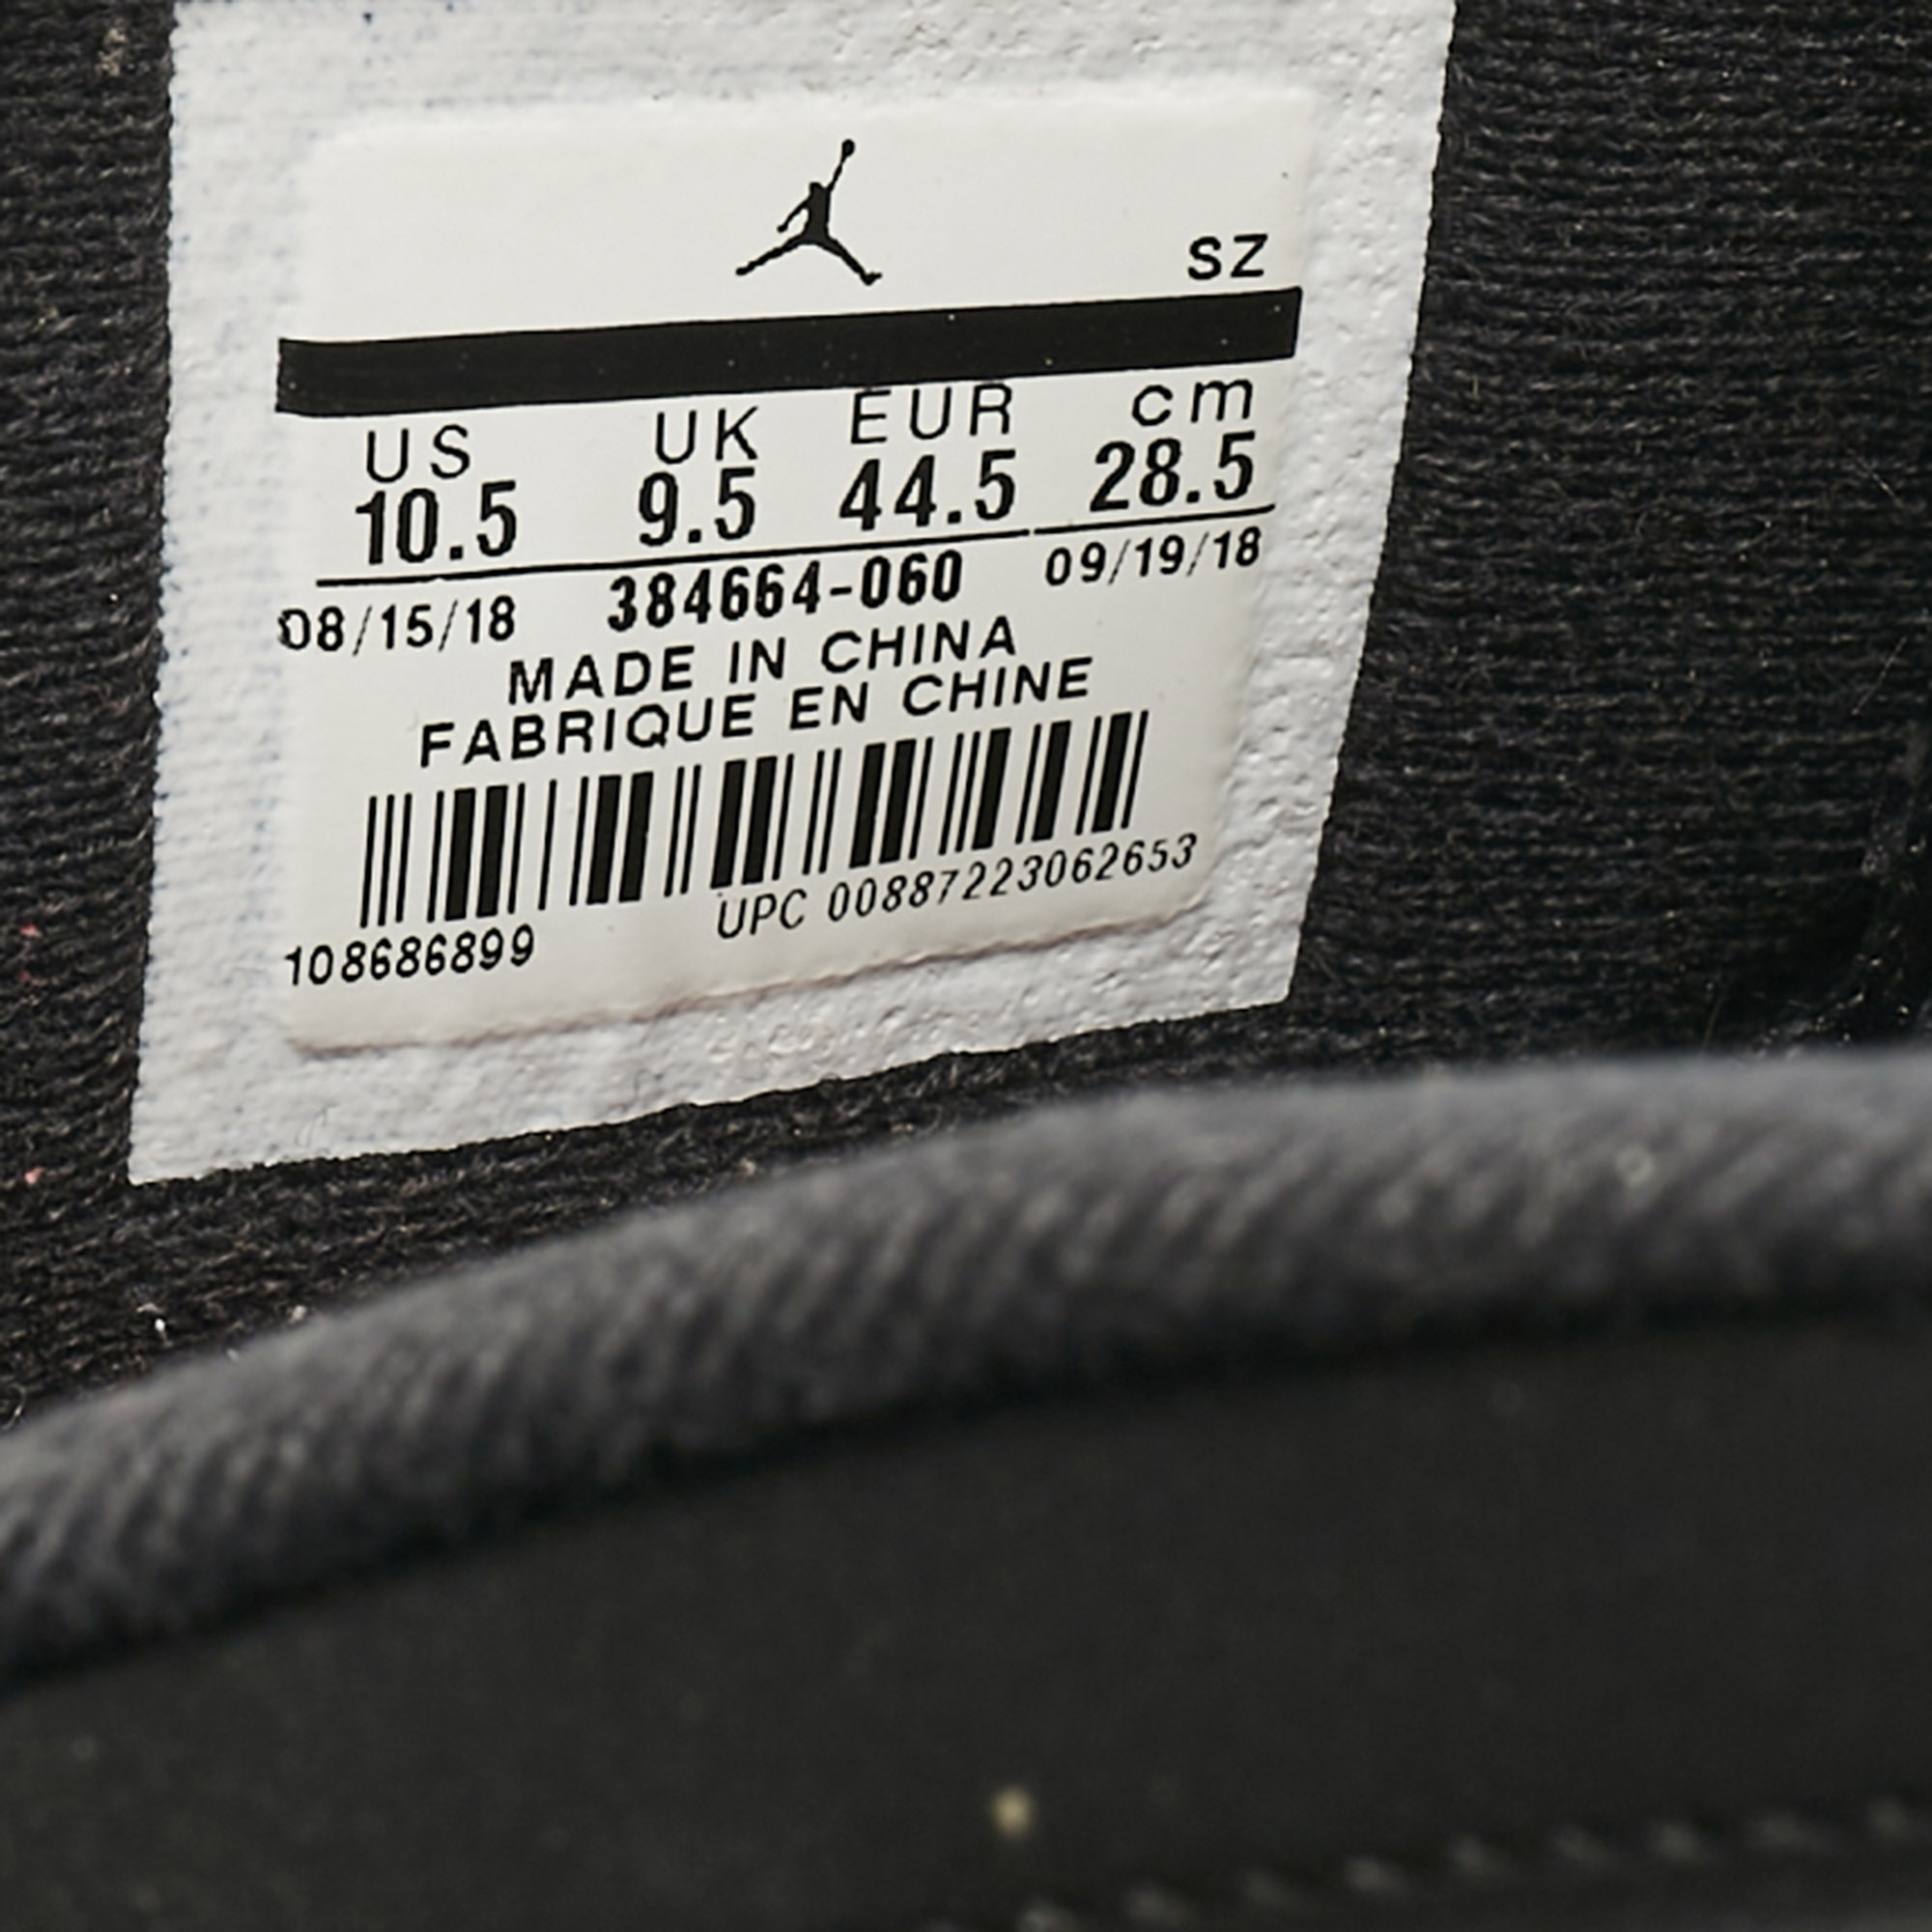 SZ
US UK EUR cm
10.5 9.5 44.5 28.5
08/15/18 384664-060 09/19/18
MADE IN CHINA
FABRIQUE EN CHINE
UPC 00887223062653
108686899